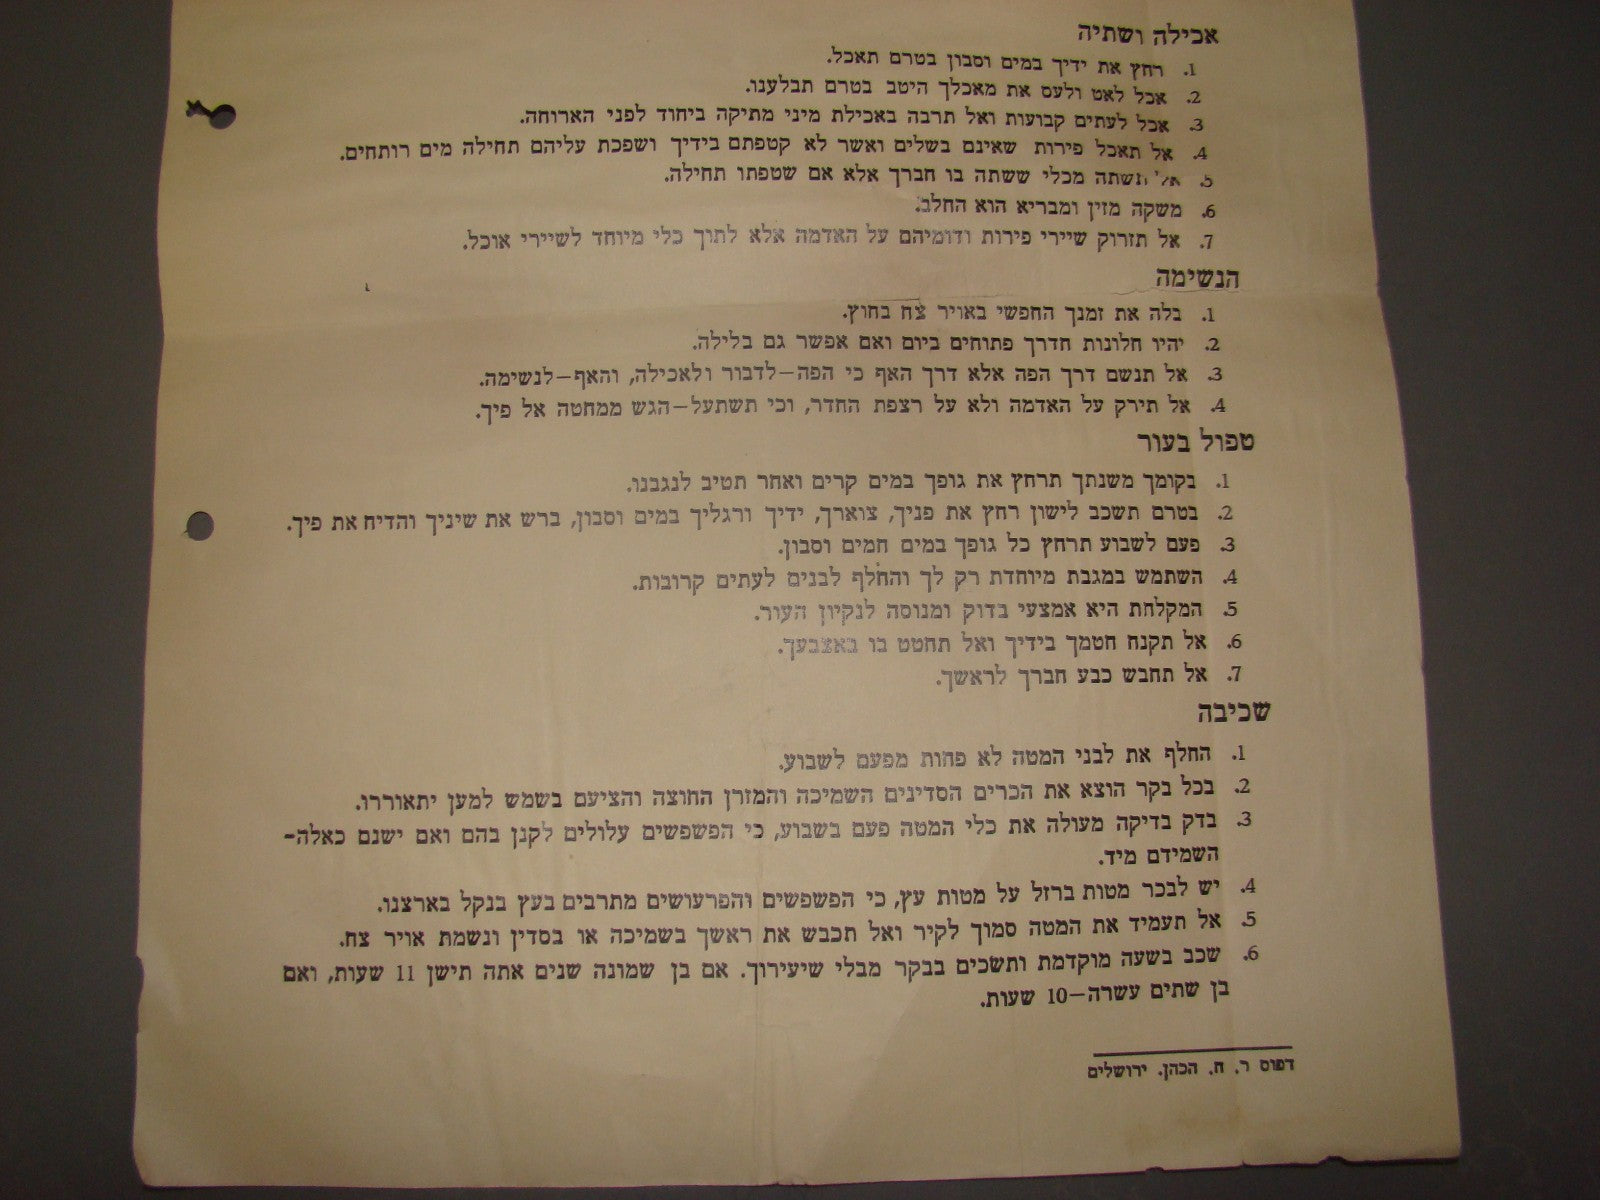 אכילה ושתיה
1. רחץ את ידיך במים וסבון בטרם תאכל.
2. אכל לאט ולעס את מאכלך היטב בטרם תבלענו.
3. אכל לעתים קבועות ואל תרבה באכילת מיני מתיקה ביחוד לפני הארוחה.
4. אל תאכל פירות שאינם בשלים ואשר לא קטפתם בידיך ושפכת עליהם תחילה מים רותחים.
5. אל תשתה מכלי ששתה בו חברך אלא אם שטפתו תחילה.
6. משקה מזין ומבריא הוא החלב.
7. אל תזרוק שיירי פירות ודומיהם על האדמה אלא לתוך כלי מיוחד לשיירי אוכל.
הנשימה
1. בלה את זמנך החפשי באויר צח בחוץ.
2. יהיו חלונות חדרך פתוחים ביום ואם אפשר גם בלילה.
3. אל תנשם דרך הפה אלא דרך האף כי הפה—לדבור ולאכילה, והאף—לנשימה.
4. אל תירק על האדמה ולא על רצפת החדר, וכי תשתעל—הגש ממחטה אל פיך.
טפול בעור
1. בקומך משנתך תרחץ את גופך במים קרים ואחר תטיב לנגבנו.
2. בטרם תשכב לישון רחץ את פניך, צוארך, ידיך ורגליך במים וסבון, ברש את שיניך והדיח את פיך.
3. פעם לשבוע תרחץ כל גופך במים חמים וסבון.
4. השתמש במגבת מיוחדת רק לך והחלף לבנים לעתים קרובות.
5. המקלחת היא אמצעי בדוק ומנוסה לנקיון העור.
6. אל תקנח חטמך בידיך ואל תחטט בו באצבעך.
7. אל תחבש כבע חברך לראשך.
שכיבה
1. החלף את לבני המטה לא פחות מפעם לשבוע.
2. בכל בקר הוצא את הכרים הסדינים השמיכה והמזרן החוצה והציעם בשמש למען יתאוררו.
3. בדק בדיקה מעולה את כלי המטה פעם בשבוע, כי הפשפשים עלולים לקנן בהם ואם ישנם כאלה-
השמידם מיד.
4. יש לבכר מטות ברזל על מטות עץ, כי הפשפשים והפרעושים מתרבים בעץ בנקל בארצנו.
5. אל תעמיד את המטה סמוך לקיר ואל תכבש את ראשך בשמיכה או בסדין ונשמת אויר צח.
6. שכב בשעה מוקדמת ותשכים בבקר מבלי שיעירוך. אם בן שמונה שנים אתה תישן 11 שעות, ואם
בן שתים עשרה—10 שעות.
דפוס ר. ח. הכהן. ירושלים